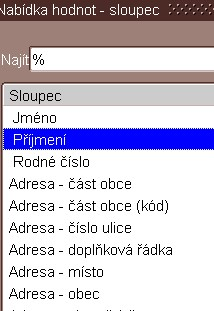 Nabídka hodnot - sloupec
Najít %
Sloupec
Jméno
Příjmení
Rodné číslo
Adresa - část obce
Adresa - část obce (kód)
Adresa - číslo ulice
Adresa - doplňková řádka
Adresa - místo
Adresa - obec